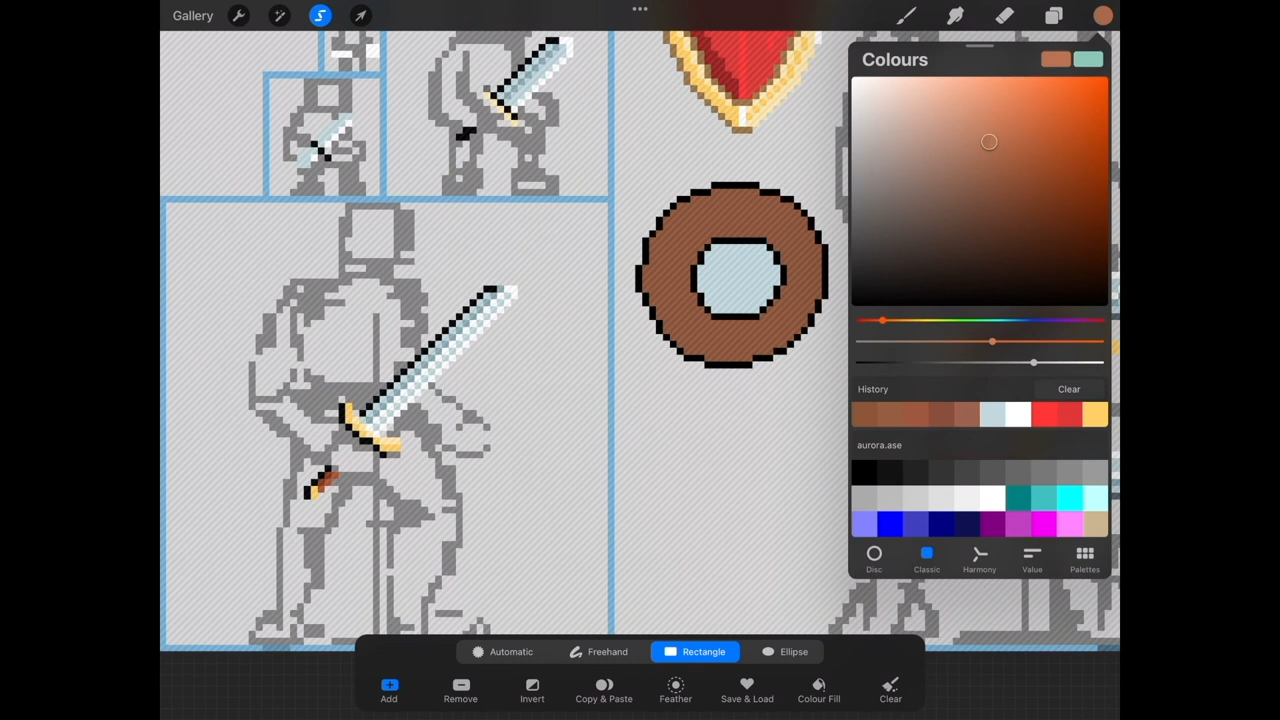 Gallery
Colours
History
Clear
aurora.ase
Disc
Classic
Harmony
Value
Palettes
Automatic
Freehand
Rectangle
Ellipse
Add
Remove
Invert
Copy & Paste
Feather
Save & Load
Colour Fill
Clear